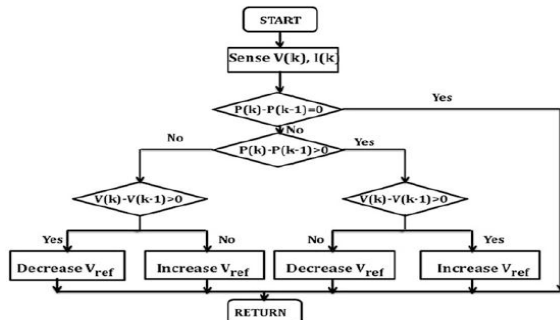 START
Sense V(k), I(k)
P(k)-P(k-1)=0
Yes
No
No
P(k)-P(k-1)>0
Yes
V(k)-V(k-1)>0
V(k)-V(k-1)>0
Yes
No
No
Yes
Decrease Vref
Increase Vref
Decrease Vref
Increase Vref
RETURN